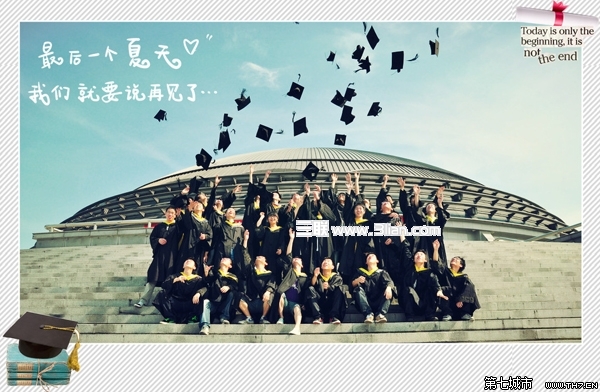 最后一个夏天♡
我们就要说再见了…
Today is only the
beginning, it is
not the end
三联 www.3lian.com
第七城市 WWW.TH7.CN